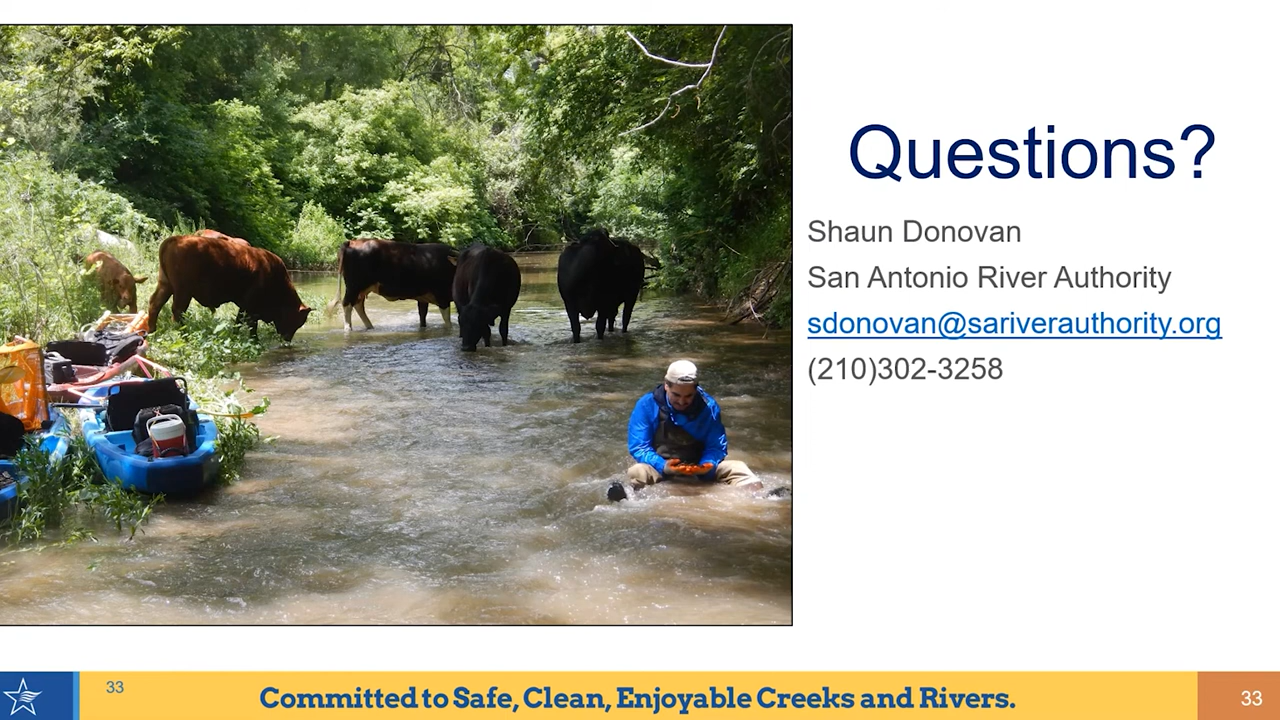 Questions?
Shaun Donovan
San Antonio River Authority
sdonovan@sariverauthority.org
(210)302-3258
33
Committed to Safe, Clean, Enjoyable Creeks and Rivers.
33